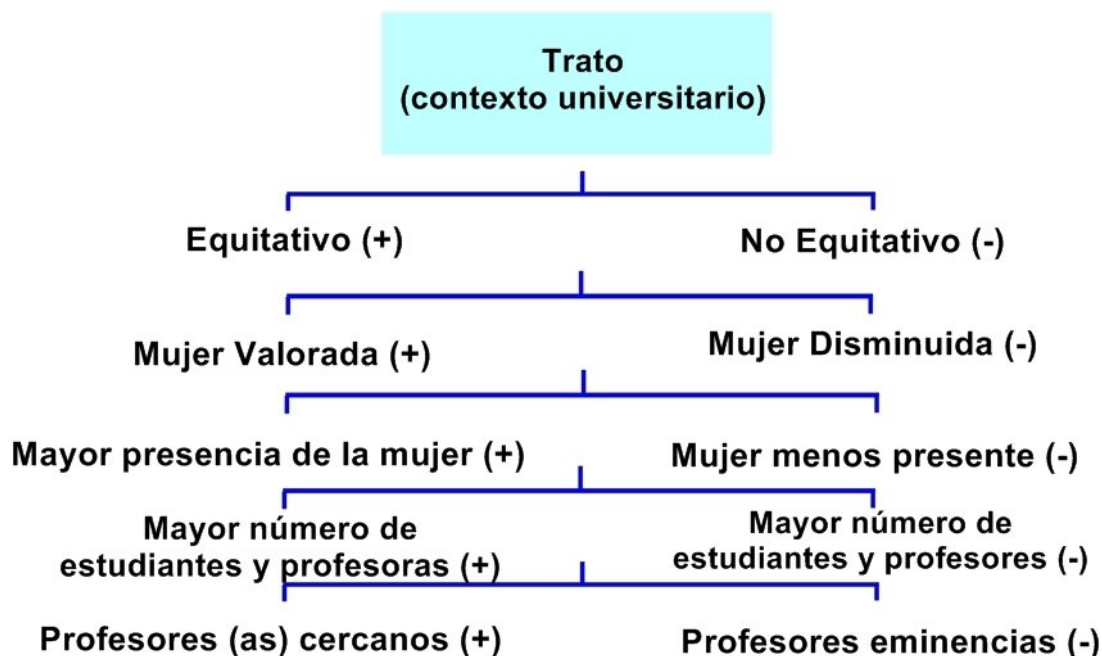 Trato
(contexto universitario)
Equitativo (+)
No Equitativo (-)
Mujer Valorada (+)
Mujer Disminuida (-)
Mayor presencia de la mujer (+)
Mujer menos presente (-)
Mayor número de
estudiantes y profesoras (+)
Mayor número de
estudiantes y profesores (-)
Profesores (as) cercanos (+)
Profesores eminencias (-)